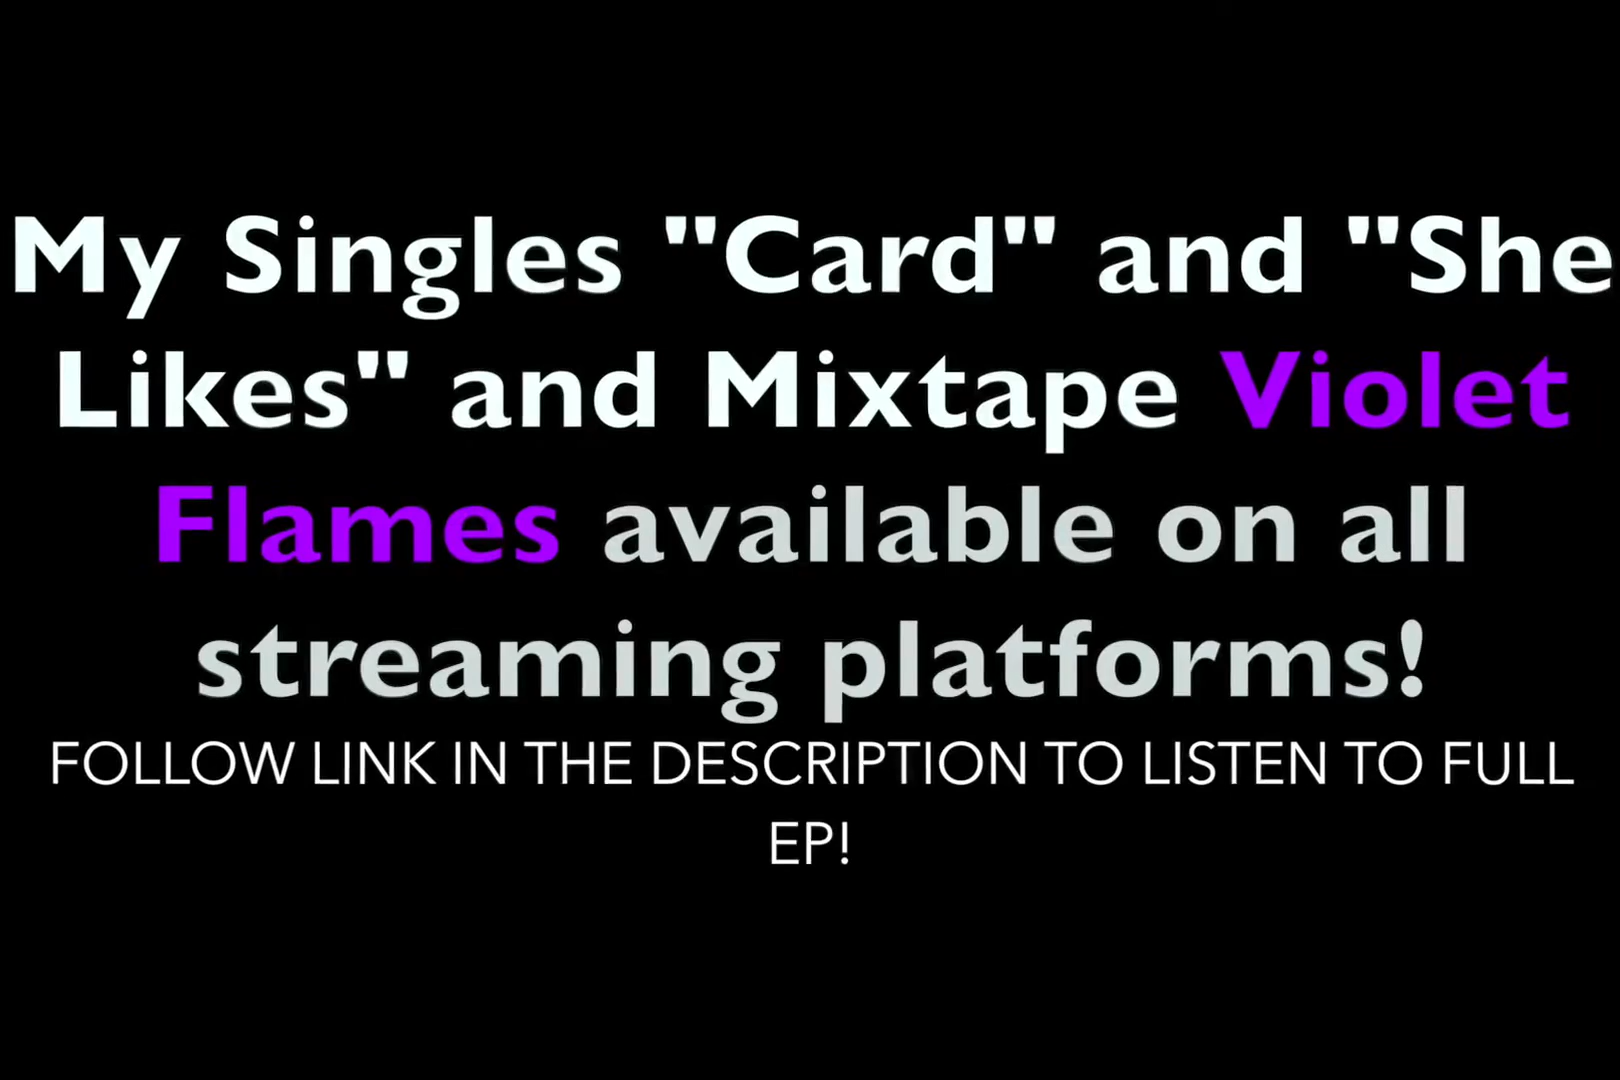 My Singles "Card" and "She
Likes" and Mixtape Violet
Flames available on all
streaming platforms!
FOLLOW LINK IN THE DESCRIPTION TO LISTEN TO FULL
EP!